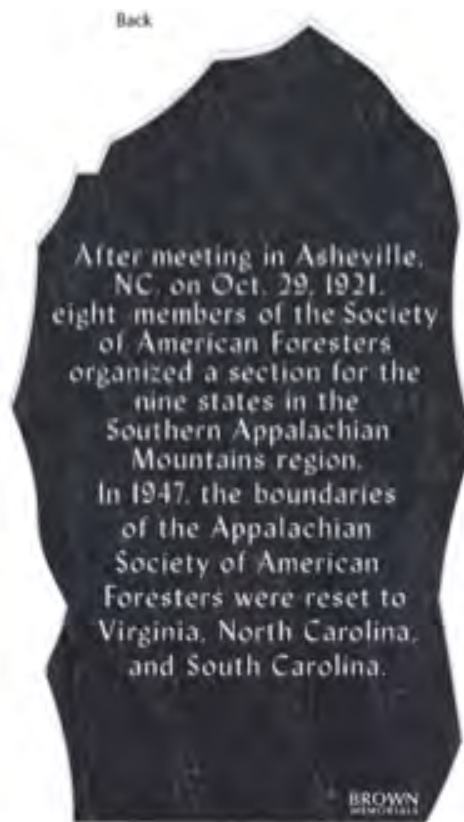 Back
After meeting in Asheville,
NC, on Oct. 29, 1921,
eight members of the Society
of American Foresters
organized a section for the
nine states in the
Southern Appalachian
Mountains region.
In 1947, the boundaries
of the Appalachian
Society of American
Foresters were reset to
Virginia, North Carolina,
and South Carolina.
BROWN
MEMORIALS